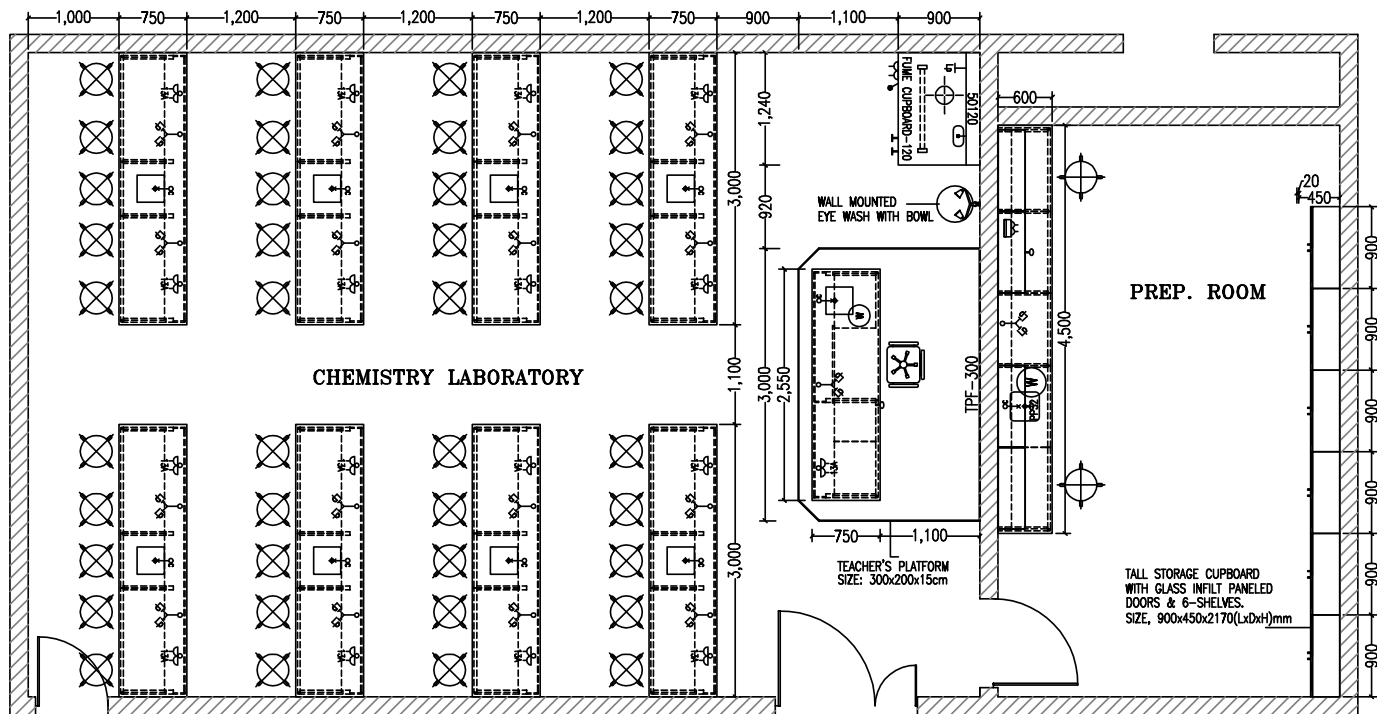 1,000
750
1,200
750
1,200
750
1,200
750
900
1,100
900
3,000
1,240
FUME CUPBOARD-120
50120
600
920
WALL MOUNTED
EYE WASH WITH BOWL
20
450
900
PREP. ROOM
900
CHEMISTRY LABORATORY
1,100
3,000
2,550
W
TPF-300
4,500
W
PP52
900
900
13A
3,000
750
1,100
TEACHER'S PLATFORM
SIZE: 300x200x15cm
900
TALL STORAGE CUPBOARD
WITH GLASS INFILT PANELED
DOORS & 6-SHELVES.
SIZE, 900x450x2170(LxDxH)mm
900